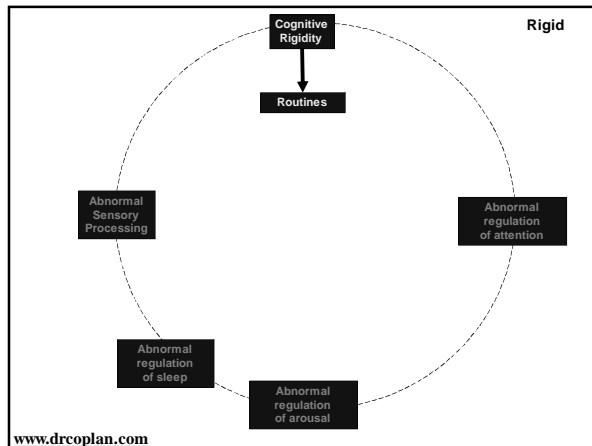 Cognitive
Rigidity
Rigid
Routines
Abnormal
Sensory
Processing
Abnormal
regulation
of attention
Abnormal
regulation
of sleep
Abnormal
regulation
of arousal
www.drcoplan.com